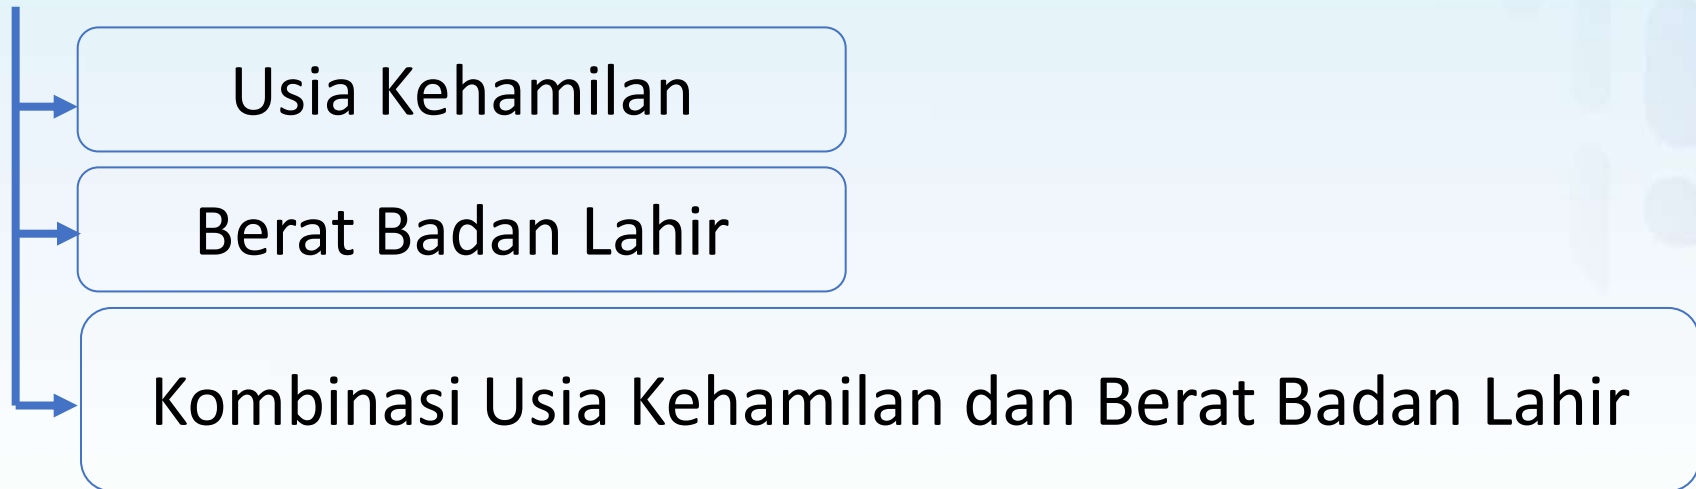 Usia Kehamilan
Berat Badan Lahir
Kombinasi Usia Kehamilan dan Berat Badan Lahir